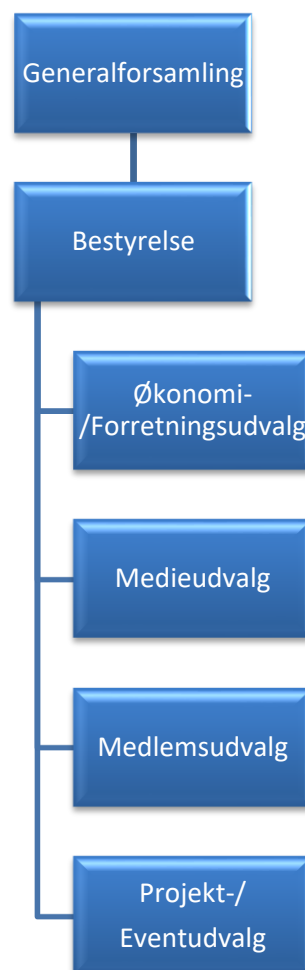 Generalforsamling
Bestyrelse
Økonomi-
/Forretningsudvalg
Medieudvalg
Medlemsudvalg
Projekt-/
Eventudvalg